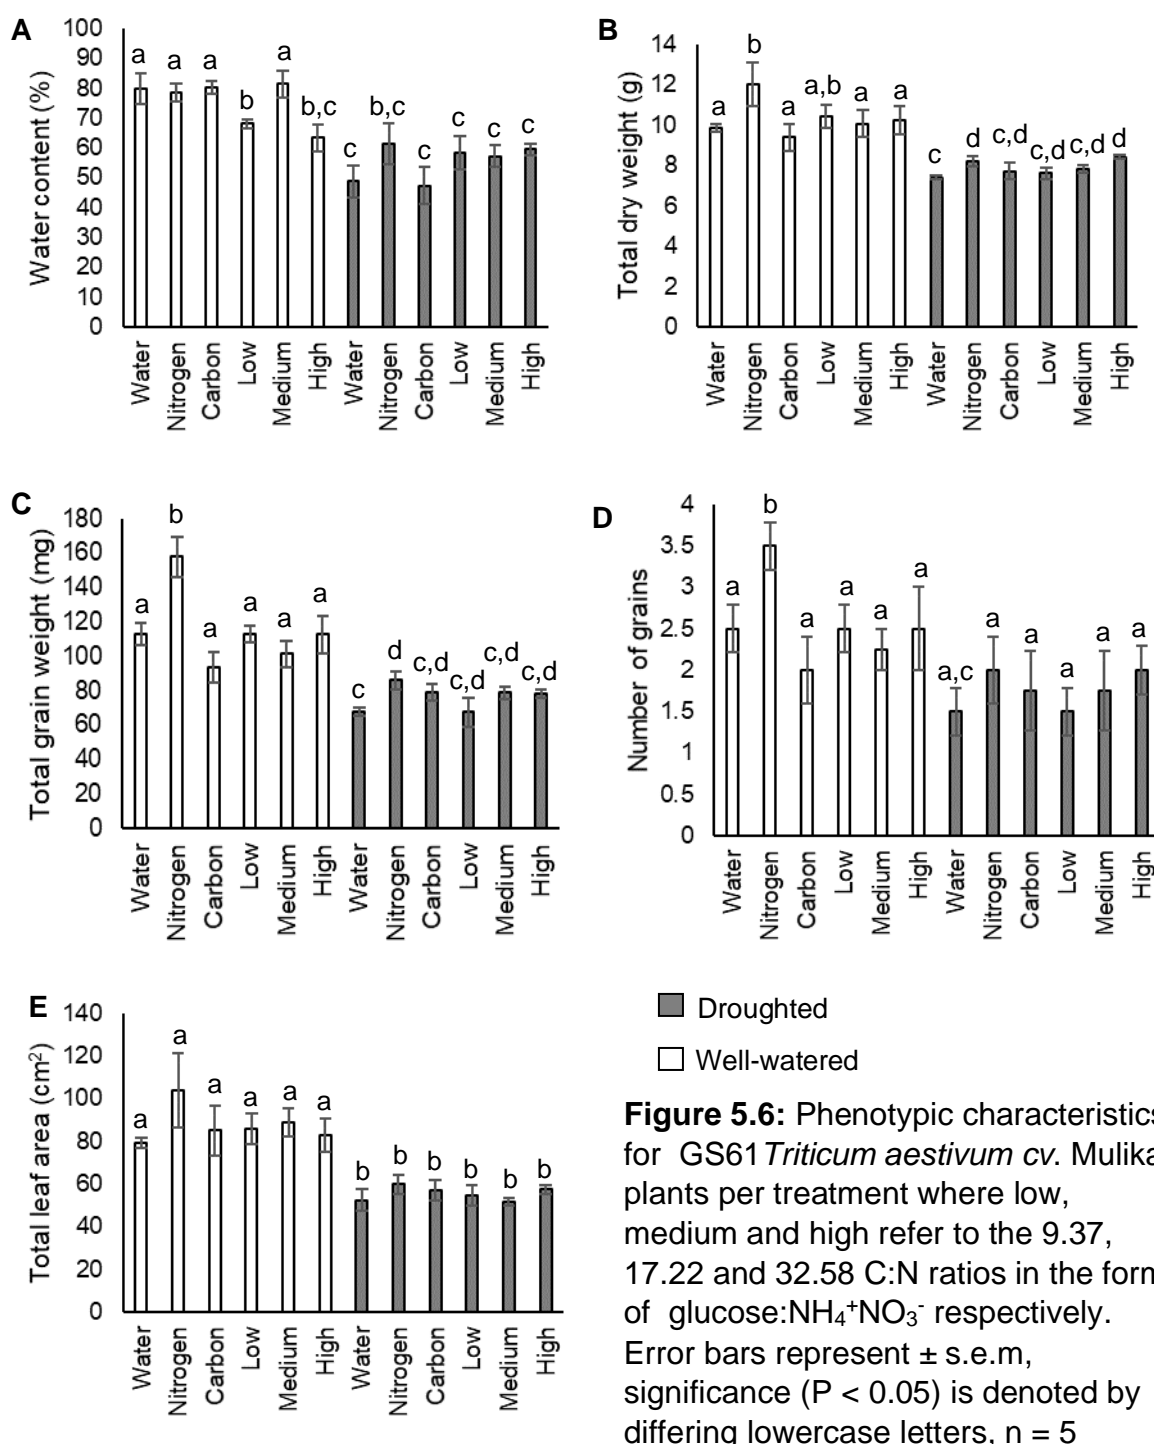 A
Water content (%)
100
90
80
70
60
50
40
30
20
10
0
a
a
a
b
a
b,c
c
b,c
c
c
c
c
Water
Nitrogen
Carbon
Low
Medium
High
Water
Nitrogen
Carbon
Low
Medium
High
B
Total dry weight (g)
14
12
10
8
6
4
2
0
a
b
a
a,b
a
a
c
d
c,d
c,d
c,d
d
Water
Nitrogen
Carbon
Low
Medium
High
Water
Nitrogen
Carbon
Low
Medium
High
C
Total grain weight (mg)
180
160
140
120
100
80
60
40
20
0
a
b
a
a
a
a
c
d
c,d
c,d
c,d
c,d
Water
Nitrogen
Carbon
Low
Medium
High
Water
Nitrogen
Carbon
Low
Medium
High
D
Number of grains
4
3.5
3
2.5
2
1.5
1
0.5
0
a
b
a
a
a
a
a,c
a
a
a
a
a
Water
Nitrogen
Carbon
Low
Medium
High
Water
Nitrogen
Carbon
Low
Medium
High
E
Total leaf area (cm²)
140
120
100
80
60
40
20
0
a
a
a
a
a
a
b
b
b
b
b
b
Water
Nitrogen
Carbon
Low
Medium
High
Water
Nitrogen
Carbon
Low
Medium
High
Droughted
Well-watered
Figure 5.6: Phenotypic characteristics
for GS61 Triticum aestivum cv. Mulika
plants per treatment where low,
medium and high refer to the 9.37,
17.22 and 32.58 C:N ratios in the form
of glucose:NH₄⁺NO₃⁻ respectively.
Error bars represent ± s.e.m,
significance (P < 0.05) is denoted by
differing lowercase letters, n = 5